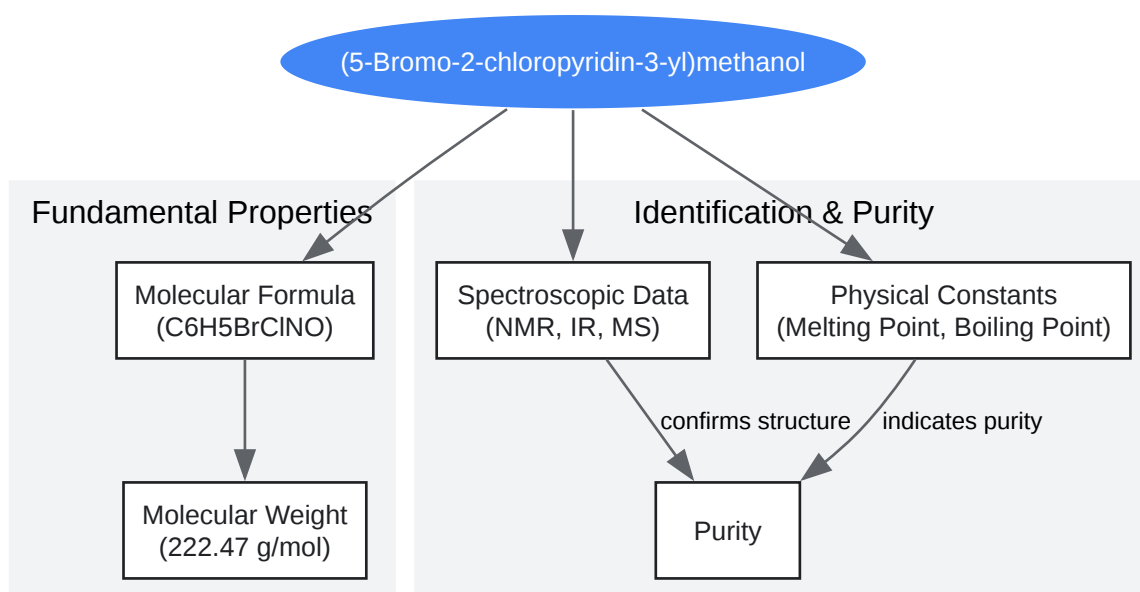 (5-Bromo-2-chloropyridin-3-yl)methanol
Fundamental Properties
Identification & Purity
Molecular Formula
(C6H5BrClNO)
Spectroscopic Data
(NMR, IR, MS)
Physical Constants
(Melting Point, Boiling Point)
confirms structure
indicates purity
Molecular Weight
(222.47 g/mol)
Purity